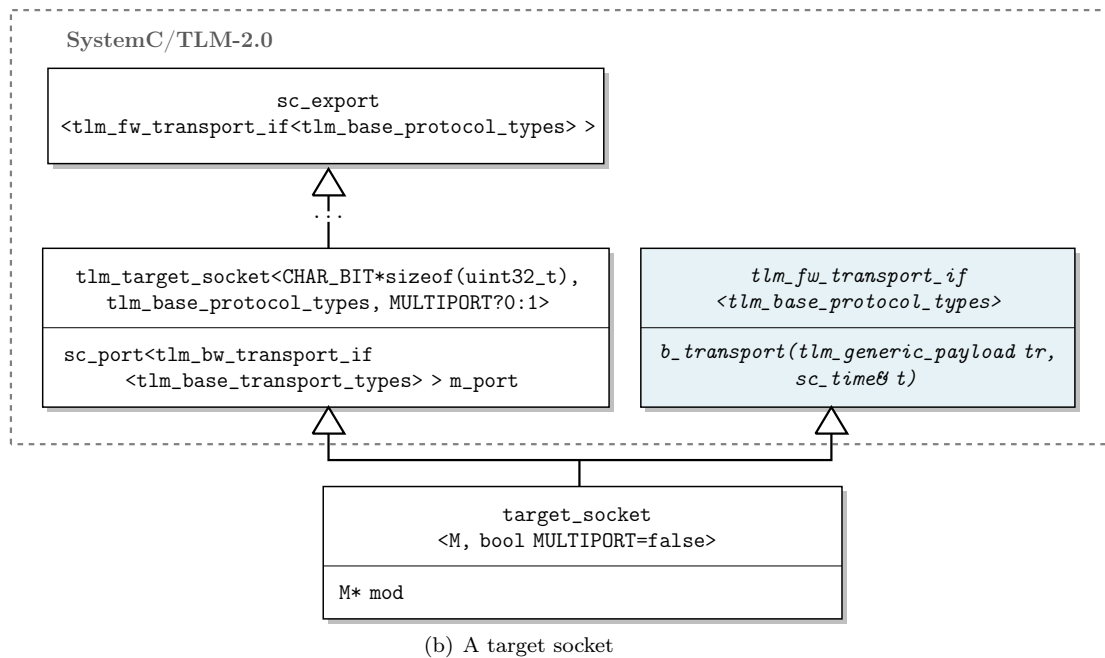 SystemC/TLM-2.0
sc_export
<tlm_fw_transport_if<tlm_base_protocol_types> >
...
tlm_target_socket<CHAR_BIT*sizeof(uint32_t),
tlm_base_protocol_types, MULTIPORT?0:1>
sc_port<tlm_bw_transport_if
<tlm_base_transport_types> > m_port
tlm_fw_transport_if
<tlm_base_protocol_types>
b_transport(tlm_generic_payload tr,
sc_time& t)
target_socket
<M, bool MULTIPORT=false>
M* mod
(b) A target socket